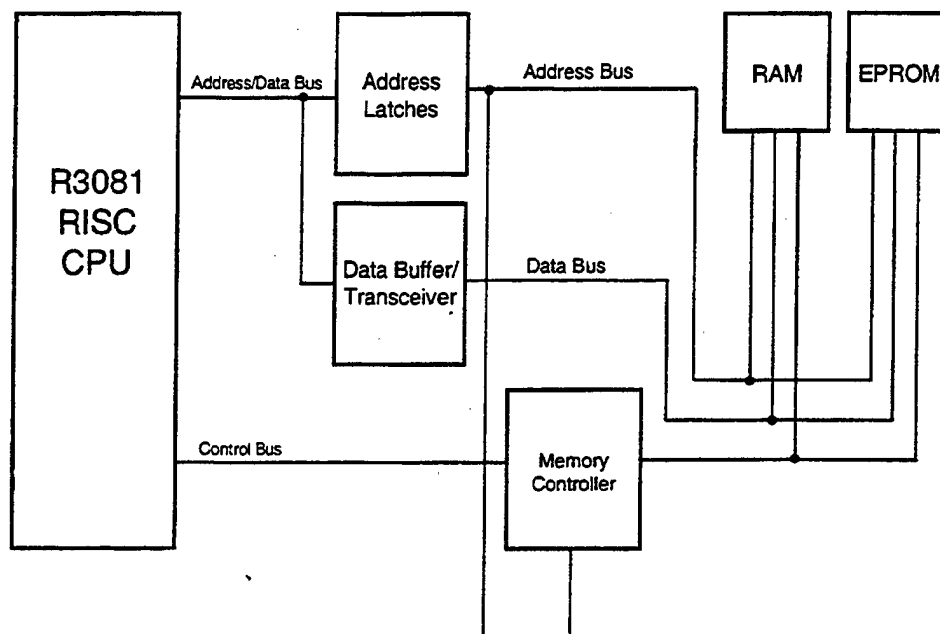 R3081
RISC
CPU
Address/Data Bus
Address
Latches
Address Bus
RAM
EPROM
Data Buffer/
Transceiver
Data Bus
Control Bus
Memory
Controller